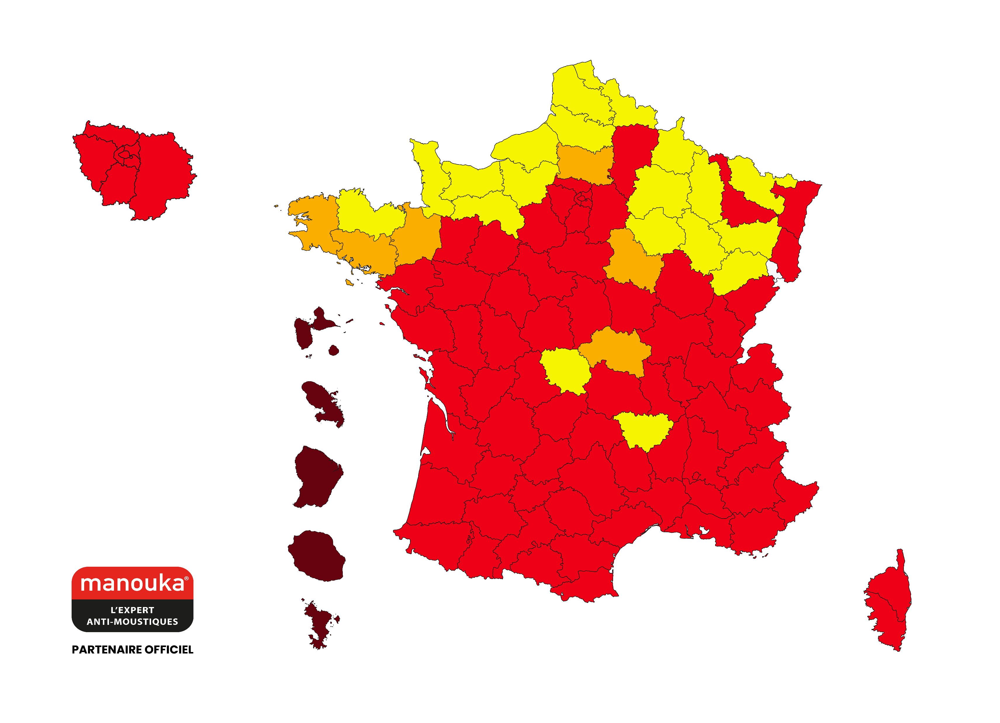 manouka®
L’EXPERT
ANTI-MOUSTIQUES
PARTENAIRE OFFICIEL